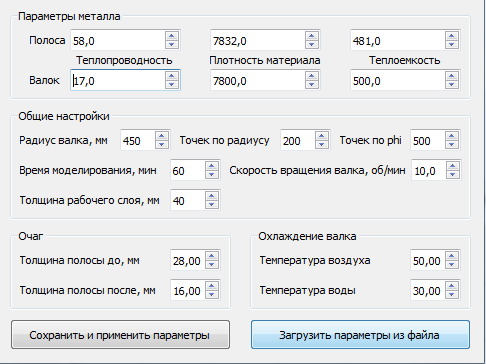 Параметры металла
Полоса 58,0 7832,0 481,0
Теплопроводность Плотность материала Теплоемкость
Валок 17,0 7800,0 500,0
Общие настройки
Радиус валка, мм 450 Точек по радиусу 200 Точек по phi 500
Время моделирования, мин 60 Скорость вращения валка, об/мин 10,0
Толщина рабочего слоя, мм 40
Очаг Охлаждение валка
Толщина полосы до, мм 28,00 Температура воздуха 50,00
Толщина полосы после, мм 16,00 Температура воды 30,00
Сохранить и применить параметры Загрузить параметры из файла